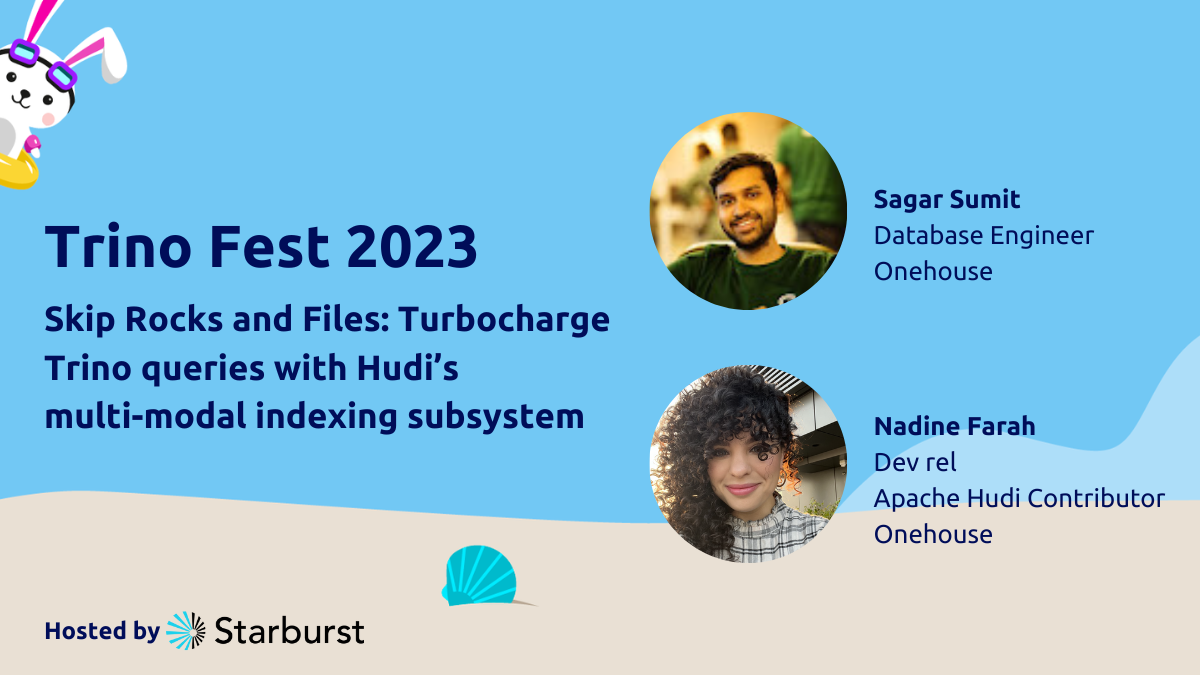 Trino Fest 2023
Skip Rocks and Files: Turbocharge
Trino queries with Hudi’s
multi-modal indexing subsystem
Sagar Sumit
Database Engineer
Onehouse
Nadine Farah
Dev rel
Apache Hudi Contributor
Onehouse
Hosted by Starburst